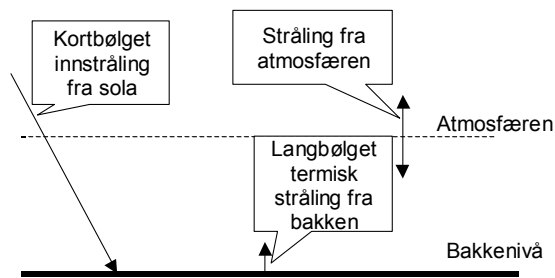 Kortbølget
innstråling
fra sola
Stråling fra
atmosfæren
Atmosfæren
Langbølget
termisk
stråling fra
bakken
Bakkenivå